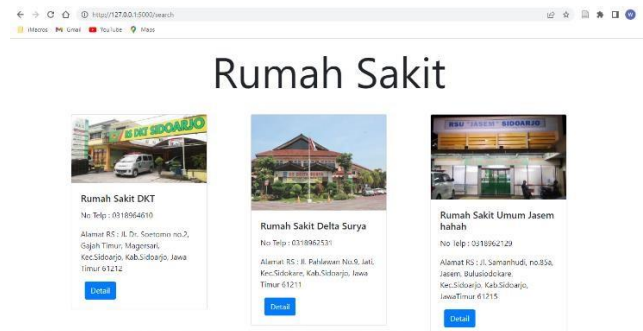 http://127.0.0.1:5000/search
iMacros Gmail YouTube Maps
Rumah Sakit
RS DKT SIDOARJO
RSU "JASEM" SIDOARJO
Rumah Sakit DKT
No Telp : 0318964610
Alamat RS : Jl. Dr. Soetomo no.2,
Gajah Timur, Magersari,
Kec.Sidoarjo, Kab.Sidoarjo, Jawa
Timur 61212
Detail
Rumah Sakit Delta Surya
No Telp : 0318962531
Alamat RS : Jl. Pahlawan No.9, Jati,
Kec.Sidokare, Kab.Sidoarjo, Jawa
Timur 61211
Detail
Rumah Sakit Umum Jasem
hahah
No Telp : 0318962129
Alamat RS : Jl. Samanhudi, no.85a,
Jasem, Bulusidokare,
Kec.Sidoarjo, Kab.Sidoarjo,
JawaTimur 61215
Detail